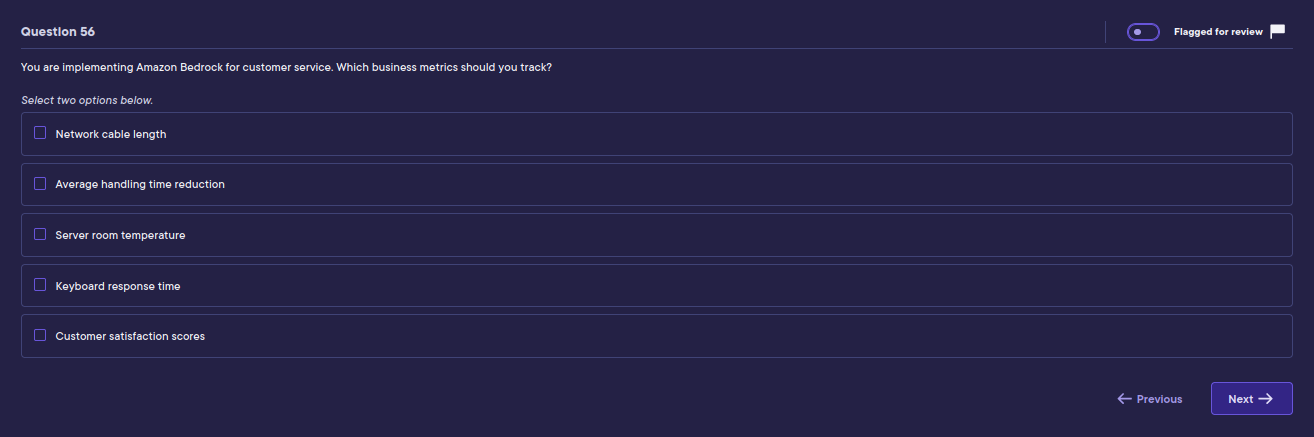 Question 56
Flagged for review
You are implementing Amazon Bedrock for customer service. Which business metrics should you track?
Select two options below.
Network cable length
Average handling time reduction
Server room temperature
Keyboard response time
Customer satisfaction scores
Previous
Next